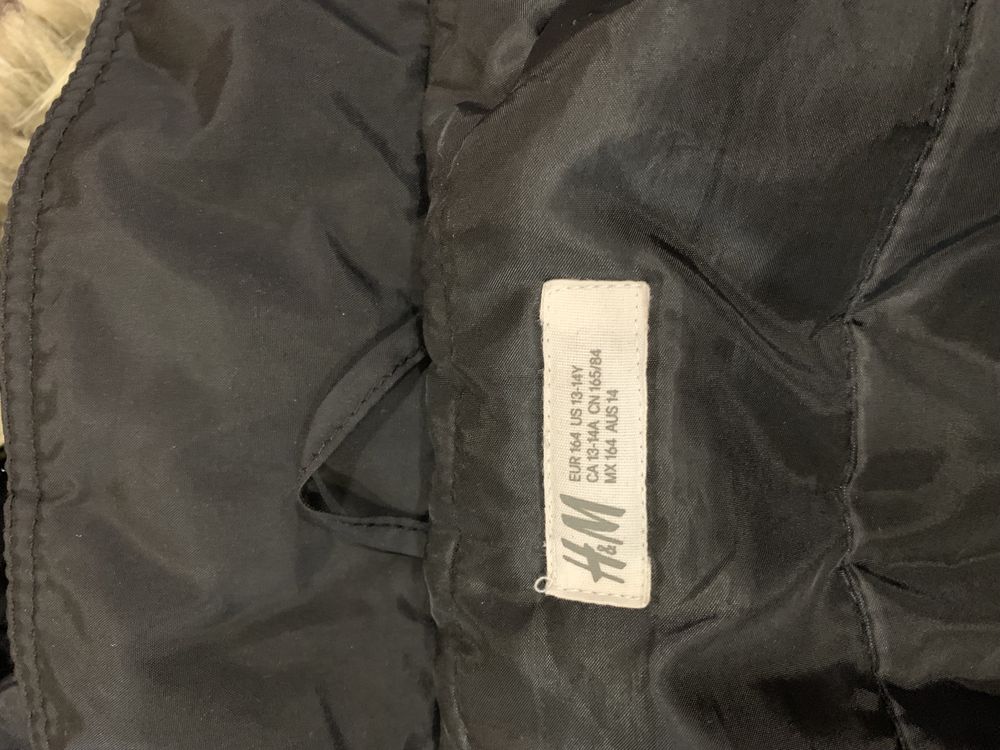 H&M
EUR 164 US 13-14Y
CA 13-14A CN 165/84
MX 164 AUS 14